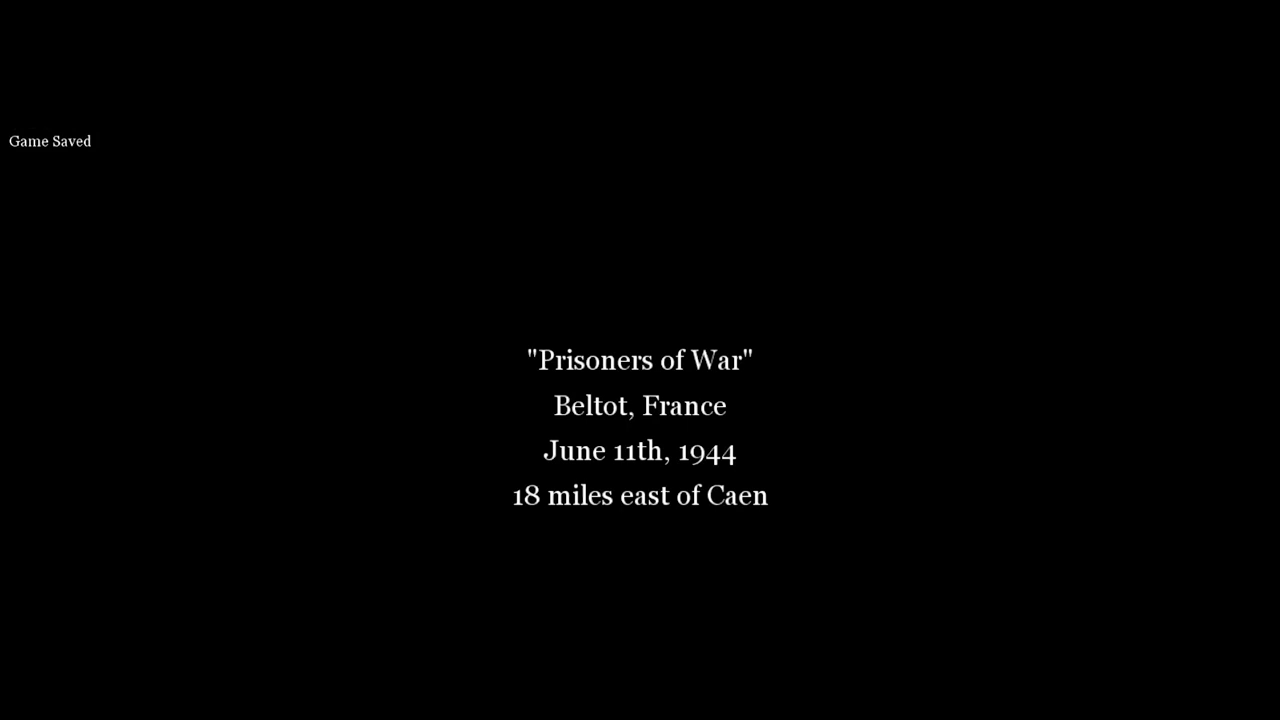 Game Saved
"Prisoners of War"
Beltot, France
June 11th, 1944
18 miles east of Caen